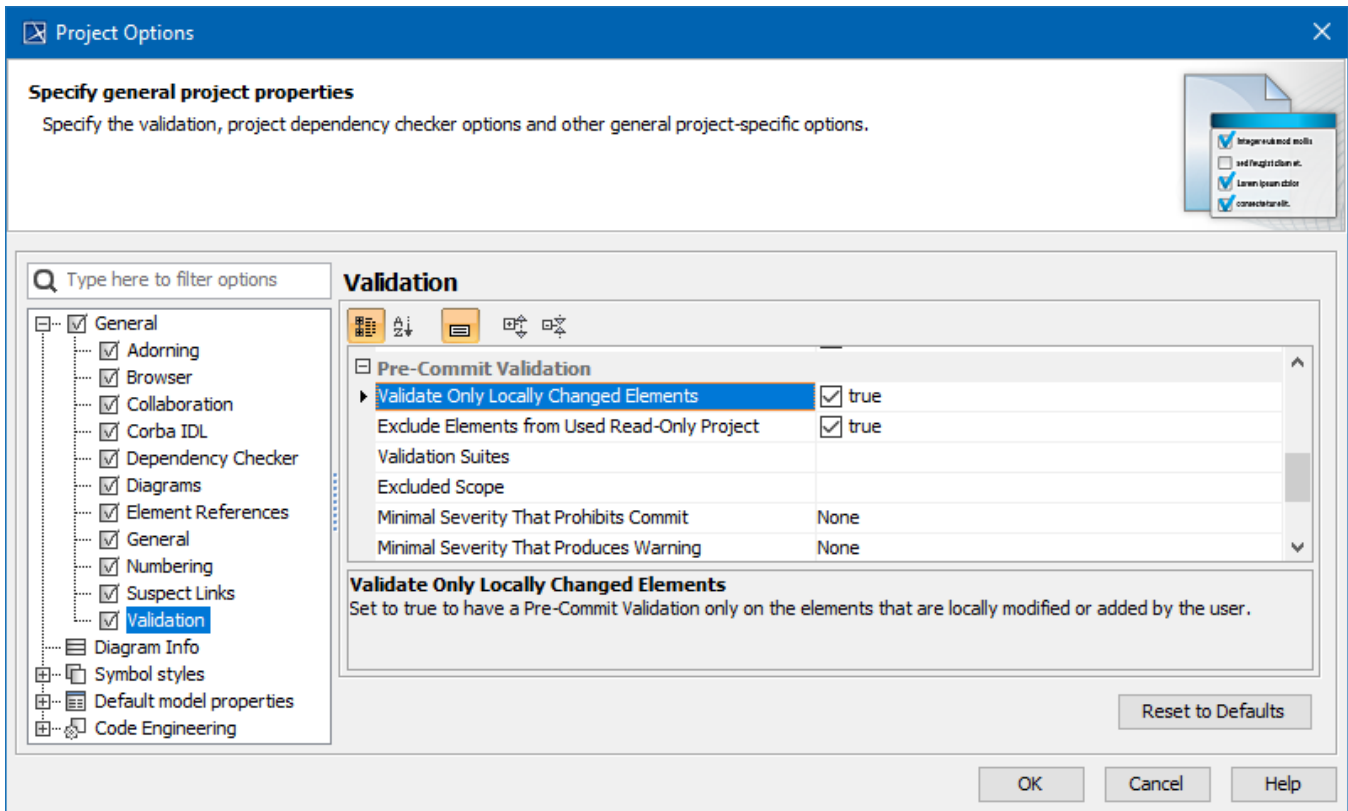 Project Options
Specify general project properties
Specify the validation, project dependency checker options and other general project-specific options.
Lorem ipsum dolor
consectetur elit.
Type here to filter options
Validation
General
Adorning
Browser
Collaboration
Corba IDL
Dependency Checker
Diagrams
Element References
General
Numbering
Suspect Links
Validation
Diagram Info
Symbol styles
Default model properties
Code Engineering
Pre-Commit Validation
Validate Only Locally Changed Elements true
Exclude Elements from Used Read-Only Project true
Validation Suites
Excluded Scope
Minimal Severity That Prohibits Commit None
Minimal Severity That Produces Warning None
Validate Only Locally Changed Elements
Set to true to have a Pre-Commit Validation only on the elements that are locally modified or added by the user.
Reset to Defaults
OK Cancel Help